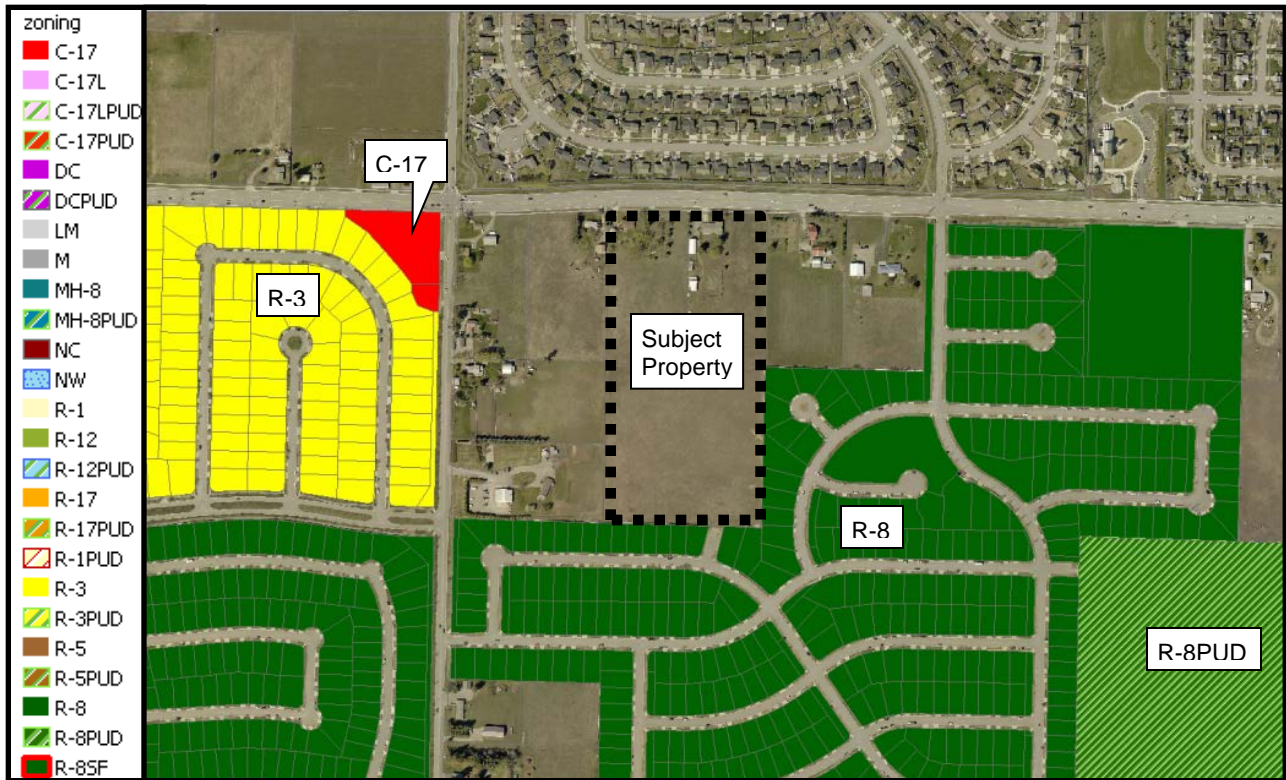 zoning
C-17
C-17L
C-17LPUD
C-17PUD
DC
DCPUD
LM
M
MH-8
MH-8PUD
NC
NW
R-1
R-12
R-12PUD
R-17
R-17PUD
R-1PUD
R-3
R-3PUD
R-5
R-5PUD
R-8
R-8PUD
R-8SF
C-17
R-3
Subject
Property
R-8
R-8PUD